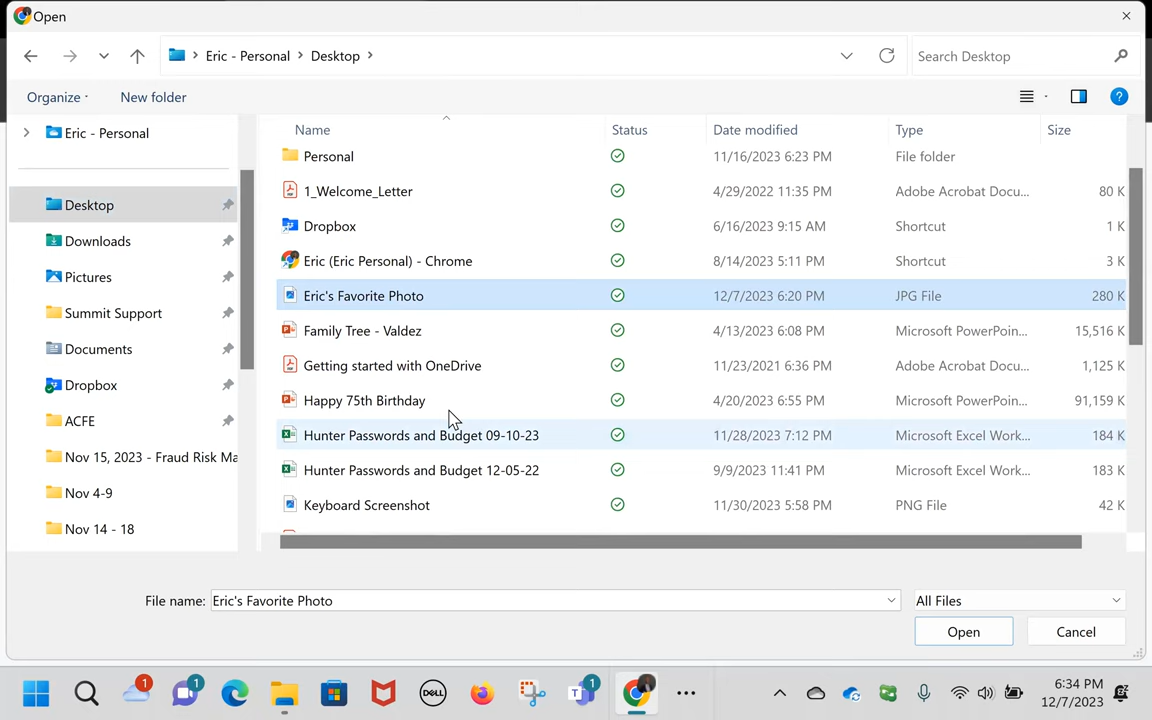 Open
Eric - Personal > Desktop >
Search Desktop
Organize
New folder
?
Eric - Personal
Desktop
Downloads
Pictures
Summit Support
Documents
Dropbox
ACFE
Nov 15, 2023 - Fraud Risk Ma
Nov 4-9
Nov 14 - 18
Name Status Date modified Type Size
Personal 11/16/2023 6:23 PM File folder
1_Welcome_Letter 4/29/2022 11:35 PM Adobe Acrobat Docu... 80 K
Dropbox 6/16/2023 9:15 AM Shortcut 1 K
Eric (Eric Personal) - Chrome 8/14/2023 5:11 PM Shortcut 3 K
Eric's Favorite Photo 12/7/2023 6:20 PM JPG File 280 K
Family Tree - Valdez 4/13/2023 6:08 PM Microsoft PowerPoin... 15,516 K
Getting started with OneDrive 11/23/2021 6:36 PM Adobe Acrobat Docu... 1,125 K
Happy 75th Birthday 4/20/2023 6:55 PM Microsoft PowerPoin... 91,159 K
Hunter Passwords and Budget 09-10-23 11/28/2023 7:12 PM Microsoft Excel Work... 184 K
Hunter Passwords and Budget 12-05-22 9/9/2023 11:41 PM Microsoft Excel Work... 183 K
Keyboard Screenshot 11/30/2023 5:58 PM PNG File 42 K
File name: Eric's Favorite Photo
All Files
Open
Cancel
1
1
DELL
1
6:34 PM
12/7/2023